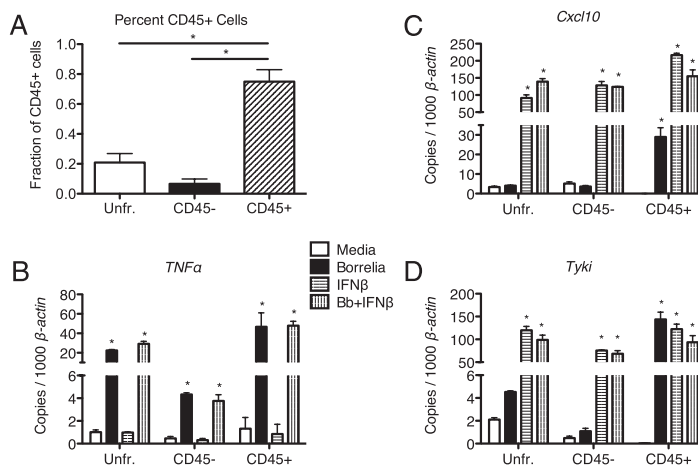 A
Percent CD45+ Cells
*
*
Fraction of CD45+ cells
1.0
0.8
0.6
0.4
0.2
0.0
Unfr.
CD45-
CD45+
C
Cxcl10
Copies / 1000 β-actin
250
200
150
100
50
30
20
10
0
* * * * * * *
Unfr.
CD45-
CD45+
Media
Borrelia
IFNβ
Bb+IFNβ
B
TNFα
Copies / 1000 β-actin
80
60
40
20
6
4
2
0
* * * * * *
Unfr.
CD45-
CD45+
D
Tyki
Copies / 1000 β-actin
200
150
100
50
6
4
2
0
* * * * * * *
Unfr.
CD45-
CD45+